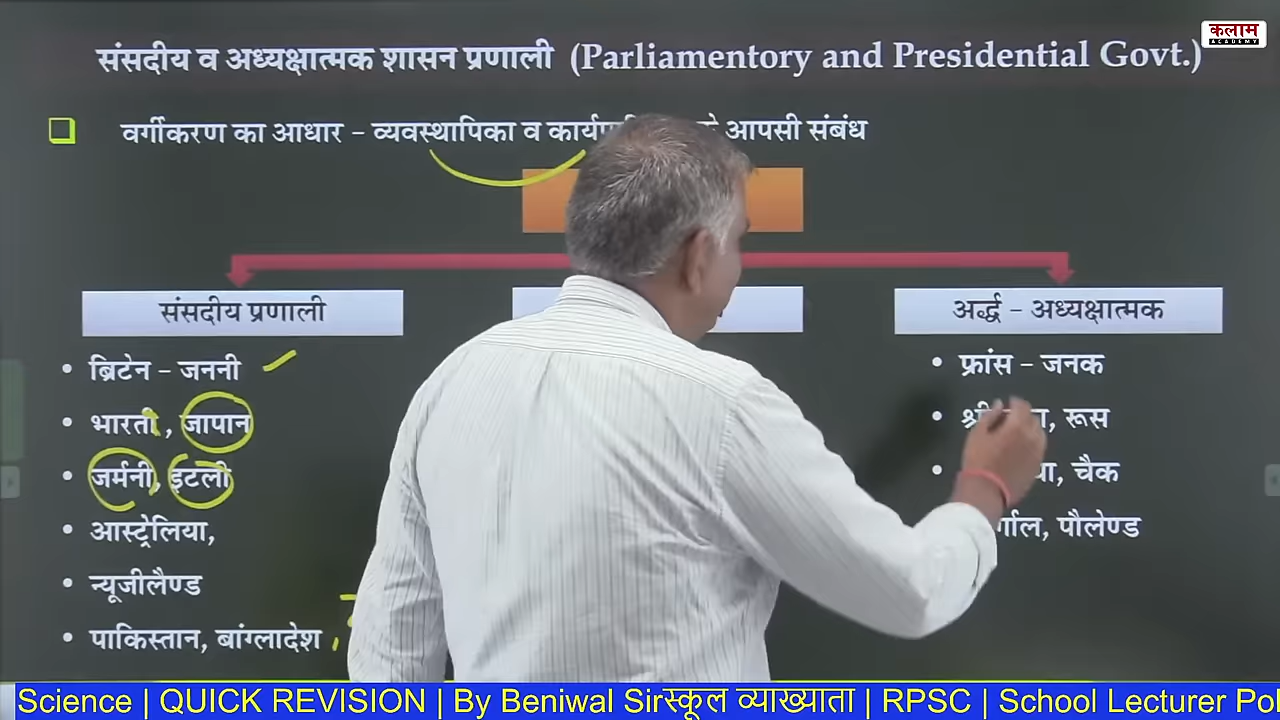 कलाम
ACADEMY
संसदीय व अध्यक्षात्मक शासन प्रणाली (Parliamentory and Presidential Govt.)
वर्गीकरण का आधार – व्यवस्थापिका व आपसी संबंध
संसदीय प्रणाली
अर्द्ध – अध्यक्षात्मक
• ब्रिटेन – जननी
• भारत, जापान
• जर्मनी, इटली
• आस्ट्रेलिया,
• न्यूजीलैण्ड
• पाकिस्तान, बांग्लादेश
• फ्रांस – जनक
• रूस
• चैक
पौलेण्ड
Science | QUICK REVISION | By Beniwal Sirस्कूल व्याख्याता | RPSC | School Lecturer